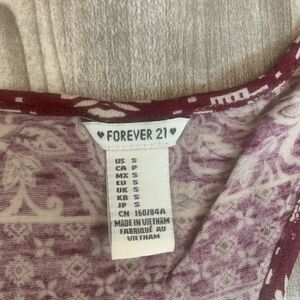 ♥ FOREVER 21 ♥
US S
CA P
MX S
EU S
UK S
KR S
JP S
CN 160/84A
MADE IN VIETNAM
FABRIQUÉ AU
VIETNAM